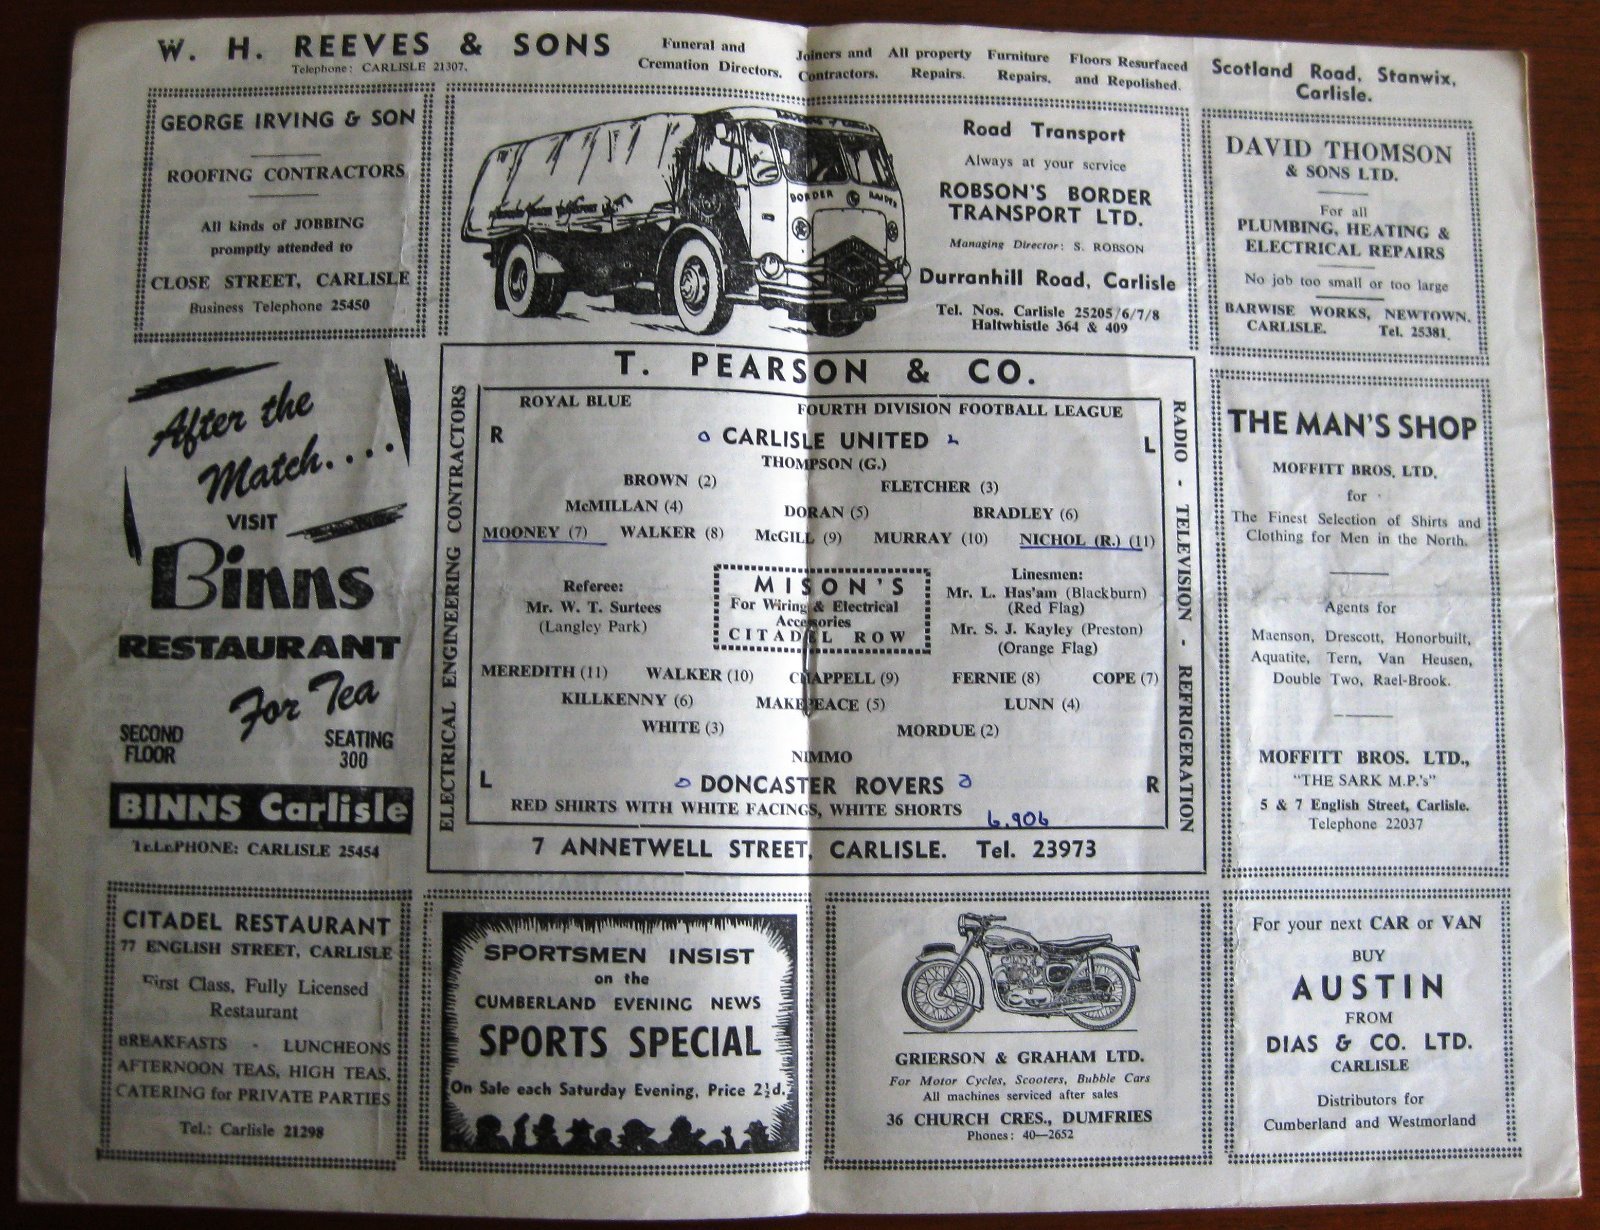 W. H. REEVES & SONS
Telephone: CARLISLE 21307.
Funeral and
Cremation Directors.
Joiners and
Contractors.
All property
Repairs.
Furniture
Repairs.
Floors Resurfaced
and Repolished.
Scotland Road, Stanwix,
Carlisle.
GEORGE IRVING & SON
ROOFING CONTRACTORS
All kinds of JOBBING
promptly attended to
CLOSE STREET, CARLISLE
Business Telephone 25450
BORDER
Road Transport
Always at your service
ROBSON'S BORDER
TRANSPORT LTD.
Managing Director: S. ROBSON
Durranhill Road, Carlisle
Tel. Nos. Carlisle 25205/6/7/8
Haltwhistle 364 & 409
DAVID THOMSON
& SONS LTD.
For all
PLUMBING, HEATING &
ELECTRICAL REPAIRS
No job too small or too large
BARWISE WORKS, NEWTOWN.
CARLISLE. Tel. 25381.
After the
Match....
VISIT
Binns
RESTAURANT
For Tea
SECOND
FLOOR
SEATING
300
BINNS Carlisle
TELEPHONE: CARLISLE 25454
T. PEARSON & CO.
ELECTRICAL ENGINEERING CONTRACTORS
RADIO - TELEVISION - REFRIGERATION
ROYAL BLUE FOURTH DIVISION FOOTBALL LEAGUE
R 0 CARLISLE UNITED 2 L
THOMPSON (G.)
BROWN (2) FLETCHER (3)
McMILLAN (4) DORAN (5) BRADLEY (6)
MOONEY (7) WALKER (8) McGILL (9) MURRAY (10) NICHOL (R.) (11)
Referee:
Mr. W. T. Surtees
(Langley Park)
MISON'S
For Wiring & Electrical
Accessories
CITADEL ROW
Linesmen:
Mr. L. Has'am (Blackburn)
(Red Flag)
Mr. S. J. Kayley (Preston)
(Orange Flag)
MEREDITH (11) WALKER (10) CHAPPELL (9) FERNIE (8) COPE (7)
KILLKENNY (6) MAKEPEACE (5) LUNN (4)
WHITE (3) MORDUE (2)
NIMMO
L 0 DONCASTER ROVERS 0 R
RED SHIRTS WITH WHITE FACINGS, WHITE SHORTS
6,906
7 ANNETWELL STREET, CARLISLE. Tel. 23973
THE MAN'S SHOP
MOFFITT BROS. LTD.
for
The Finest Selection of Shirts and
Clothing for Men in the North.
Agents for
Maenson, Drescott, Honorbuilt,
Aquatite, Tern, Van Heusen,
Double Two, Rael-Brook.
MOFFITT BROS. LTD.,
"THE SARK M.P.'s"
5 & 7 English Street, Carlisle.
Telephone 22037
CITADEL RESTAURANT
77 ENGLISH STREET, CARLISLE
First Class, Fully Licensed
Restaurant
BREAKFASTS - LUNCHEONS
AFTERNOON TEAS, HIGH TEAS,
CATERING for PRIVATE PARTIES
Tel.: Carlisle 21298
SPORTSMEN INSIST
on the
CUMBERLAND EVENING NEWS
SPORTS SPECIAL
On Sale each Saturday Evening, Price 2½d.
GRIERSON & GRAHAM LTD.
For Motor Cycles, Scooters, Bubble Cars
All machines serviced after sales
36 CHURCH CRES., DUMFRIES
Phones: 40—2652
For your next CAR or VAN
BUY
AUSTIN
FROM
DIAS & CO. LTD.
CARLISLE
Distributors for
Cumberland and Westmorland